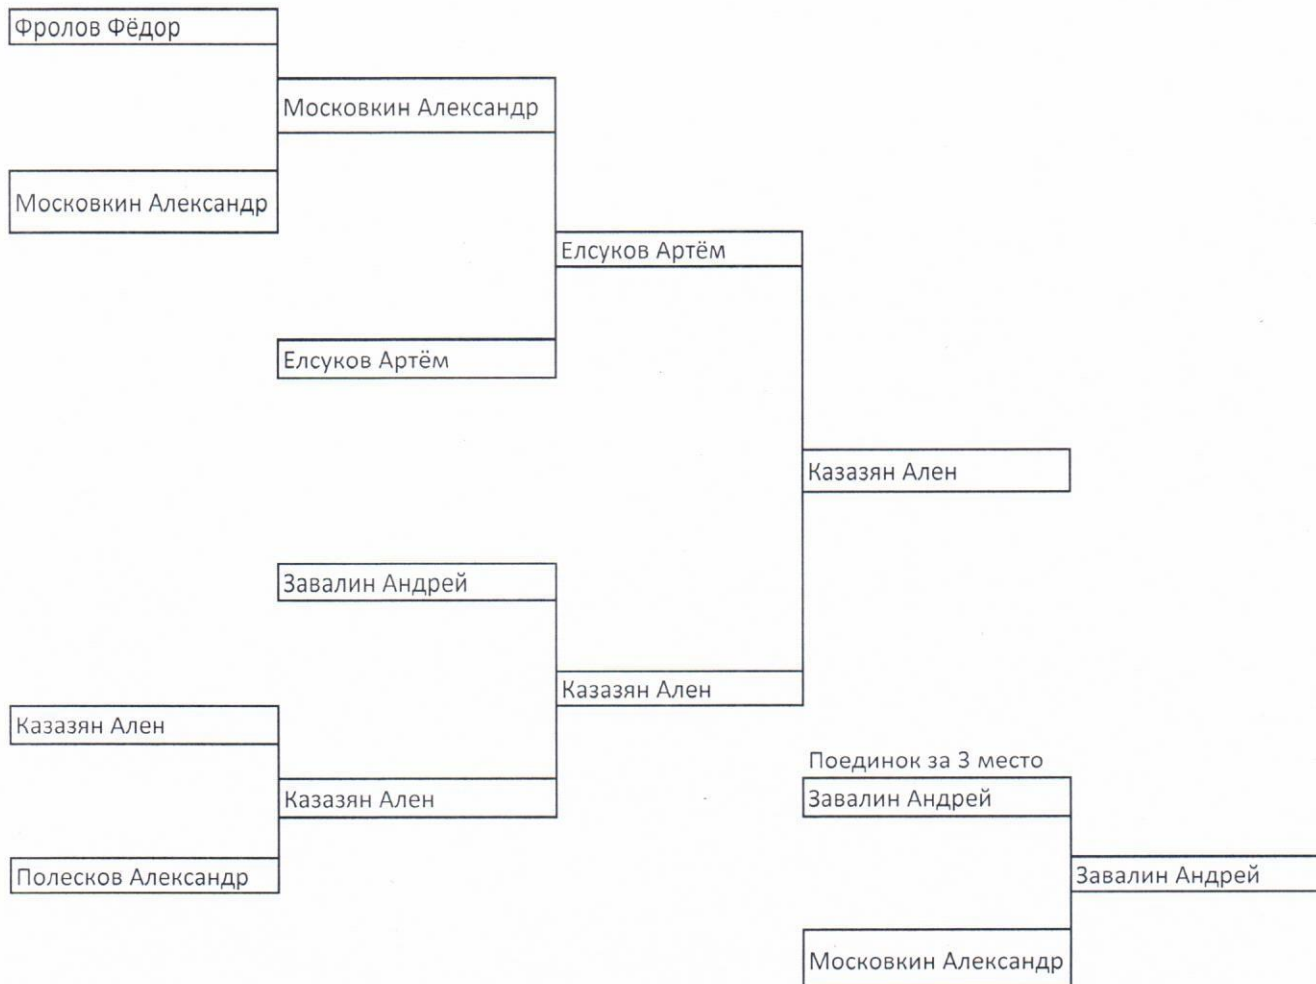 Фролов Фёдор
Московкин Александр
Московкин Александр
Елсуков Артём
Елсуков Артём
Казазян Ален
Завалин Андрей
Казазян Ален
Казазян Ален
Поединок за 3 место
Казазян Ален
Завалин Андрей
Полесков Александр
Завалин Андрей
Московкин Александр